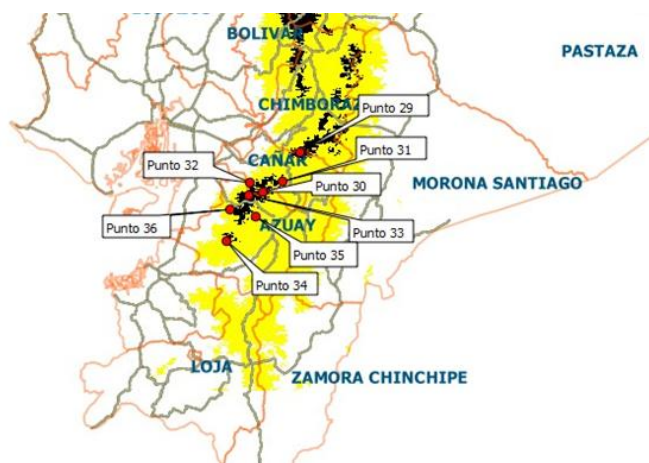 BOLIVAR
PASTAZA
CHIMBORAZ
Punto 29
Punto 31
CAÑAR
Punto 32
Punto 30
MORONA SANTIAGO
Punto 36
AZUAY
Punto 33
Punto 35
Punto 34
LOJA
ZAMORA CHINCHIPE